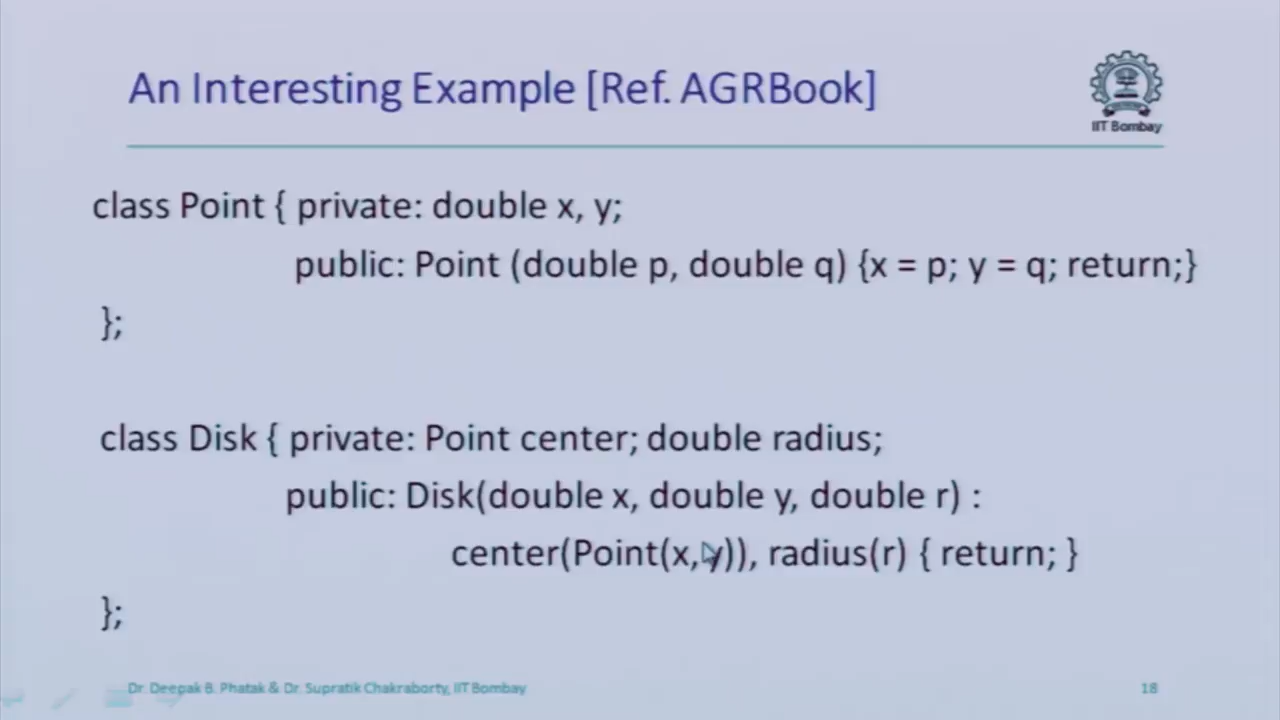 An Interesting Example [Ref. AGRBook]
IIT Bombay
class Point { private: double x, y;
public: Point (double p, double q) {x = p; y = q; return;}
};
class Disk { private: Point center; double radius;
public: Disk(double x, double y, double r) :
center(Point(x, y)), radius(r) { return; }
};
Dr. Deepak B. Phatak & Dr. Supratik Chakraborty, IIT Bombay
18